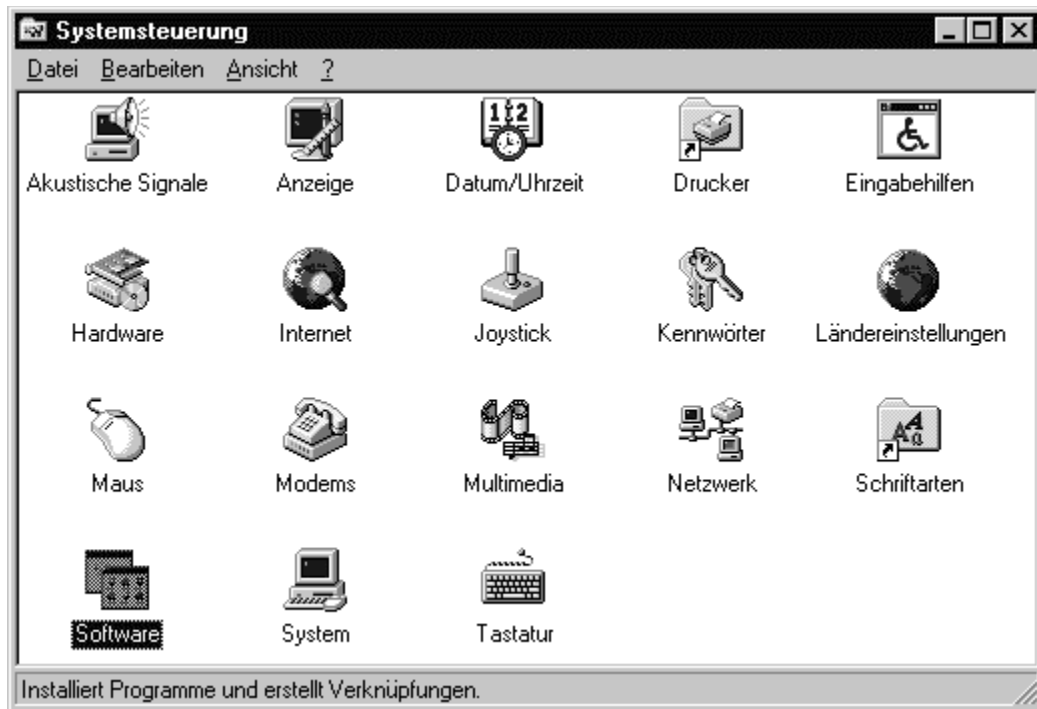 Systemsteuerung
Datei Bearbeiten Ansicht ?
Akustische Signale Anzeige Datum/Uhrzeit Drucker Eingabehilfen
Hardware Internet Joystick Kennwörter Ländereinstellungen
Maus Modems Multimedia Netzwerk Schriftarten
Software System Tastatur
Installiert Programme und erstellt Verknüpfungen.